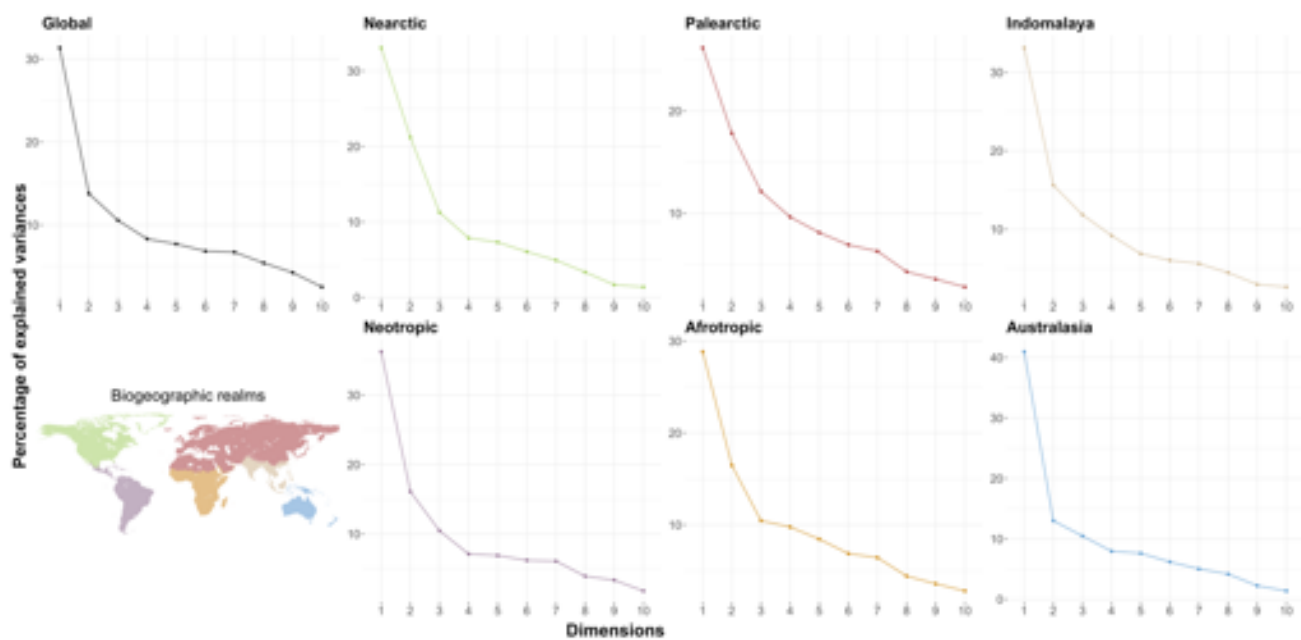 Global
Nearctic
Palearctic
Indomalaya
30
20
10
1 2 3 4 5 6 7 8 9 10
30
20
10
0
1 2 3 4 5 6 7 8 9 10
20
10
1 2 3 4 5 6 7 8 9 10
30
20
10
1 2 3 4 5 6 7 8 9 10
Percentage of explained variances
Biogeographic realms
Neotropic
Afrotropic
Australasia
30
20
10
1 2 3 4 5 6 7 8 9 10
30
20
10
1 2 3 4 5 6 7 8 9 10
40
30
20
10
0
1 2 3 4 5 6 7 8 9 10
Dimensions